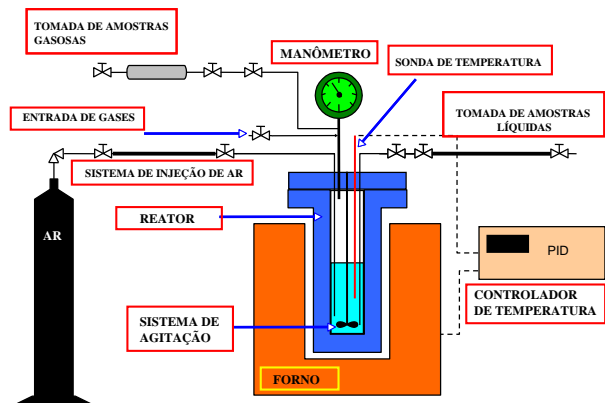 TOMADA DE AMOSTRAS
GASOSAS
MANÔMETRO
SONDA DE TEMPERATURA
ENTRADA DE GASES
TOMADA DE AMOSTRAS
LÍQUIDAS
SISTEMA DE INJEÇÃO DE AR
REATOR
AR
PID
CONTROLADOR
DE TEMPERATURA
SISTEMA DE
AGITAÇÃO
FORNO